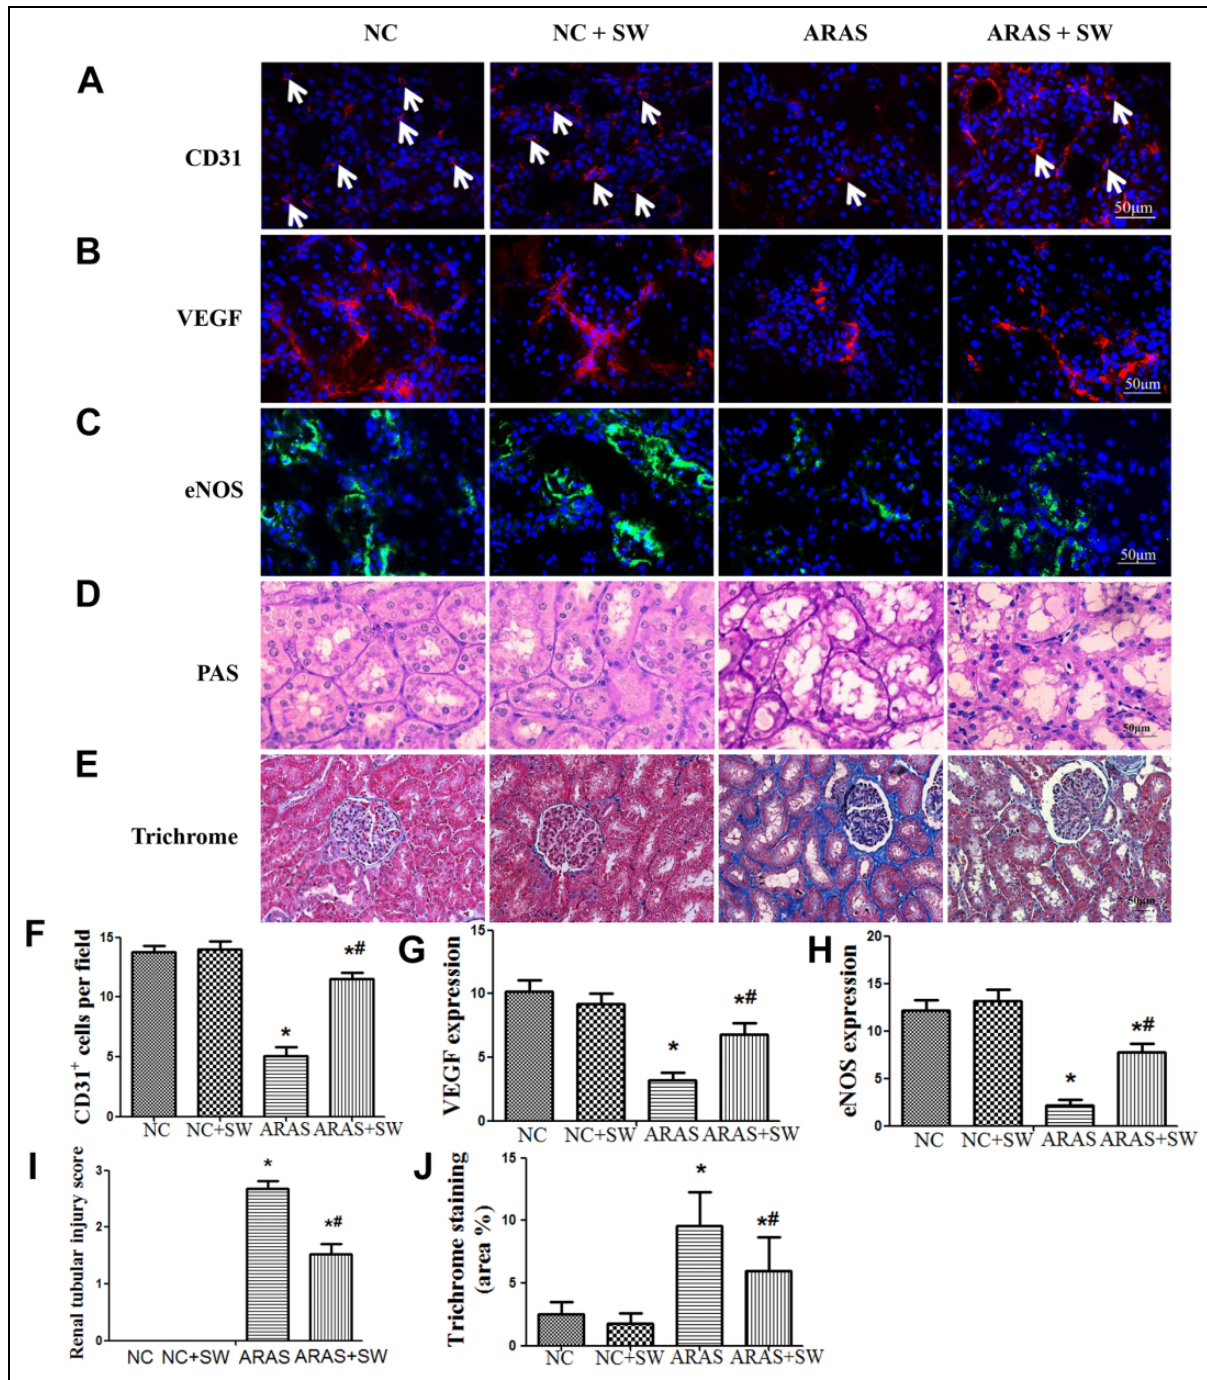 NC NC + SW ARAS ARAS + SW
A
CD31
50μm
B
VEGF
50μm
C
eNOS
50μm
D
PAS
50μm
E
Trichrome
50μm
F
CD31+ cells per field
15
10
5
0
*
*#
NC NC+SW ARAS ARAS+SW
G
VEGF expression
15
10
5
0
*
*#
NC NC+SW ARAS ARAS+SW
H
eNOS expression
20
15
10
5
0
*
*#
NC NC+SW ARAS ARAS+SW
I
Renal tubular injury score
3
2
1
0
*
*#
NC NC+SW ARAS ARAS+SW
J
Trichrome staining
(area %)
15
10
5
0
*
*#
NC NC+SW ARAS ARAS+SW